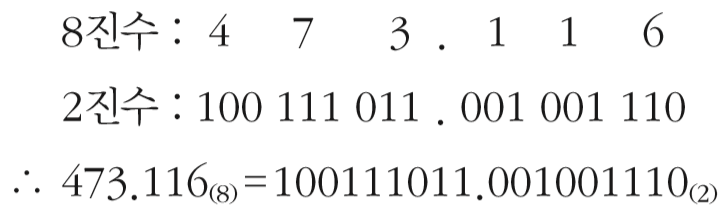 8진수 : 4 7 3 . 1 1 6
2진수 : 100 111 011 . 001 001 110
∴ 473.116₍₈₎=100111011.001001110₍₂₎